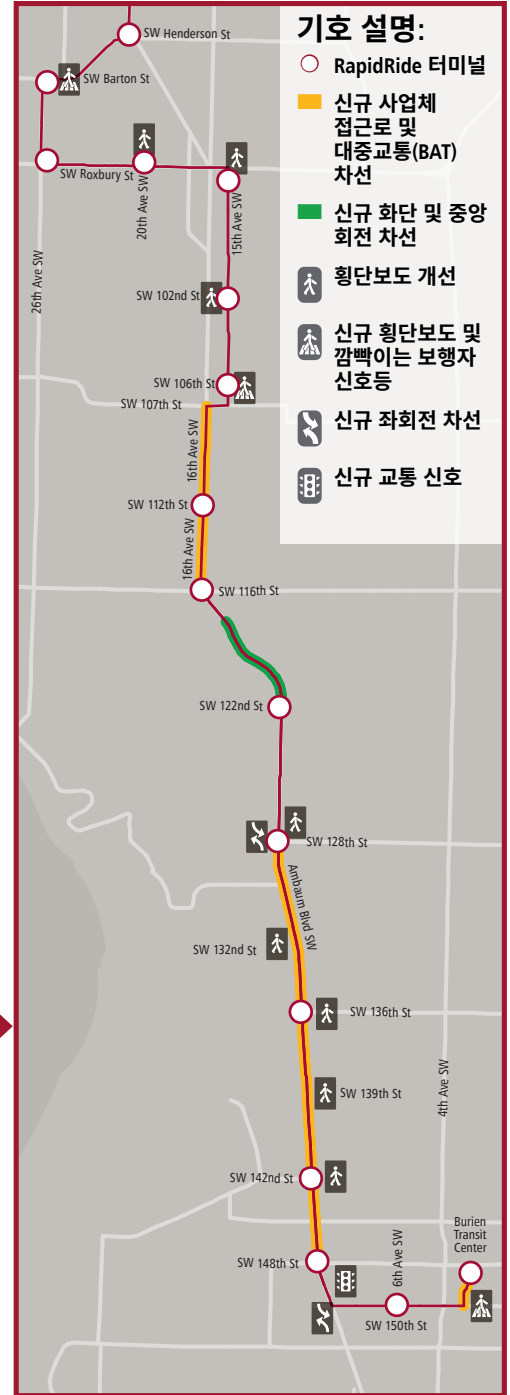 기호 설명:
RapidRide 터미널
신규 사업체
접근로 및
대중교통(BAT)
차선
신규 화단 및 중앙
회전 차선
횡단보도 개선
신규 횡단보도 및
깜빡이는 보행자
신호등
신규 좌회전 차선
신규 교통 신호
SW Henderson St
SW Barton St
SW Roxbury St
20th Ave SW
15th Ave SW
26th Ave SW
SW 102nd St
SW 106th St
SW 107th St
16th Ave SW
SW 112th St
16th Ave SW
SW 116th St
SW 122nd St
SW 128th St
Ambaum Blvd SW
SW 132nd St
SW 136th St
4th Ave SW
SW 139th St
SW 142nd St
Burien
Transit
Center
6th Ave SW
SW 148th St
SW 150th St